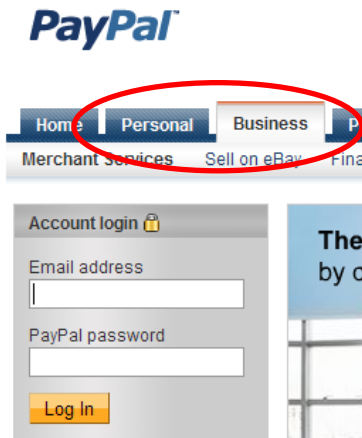 PayPal
Home Personal Business P
Merchant Services Sell on eBay Fina
Account login
The
Email address
by c
PayPal password
Log In